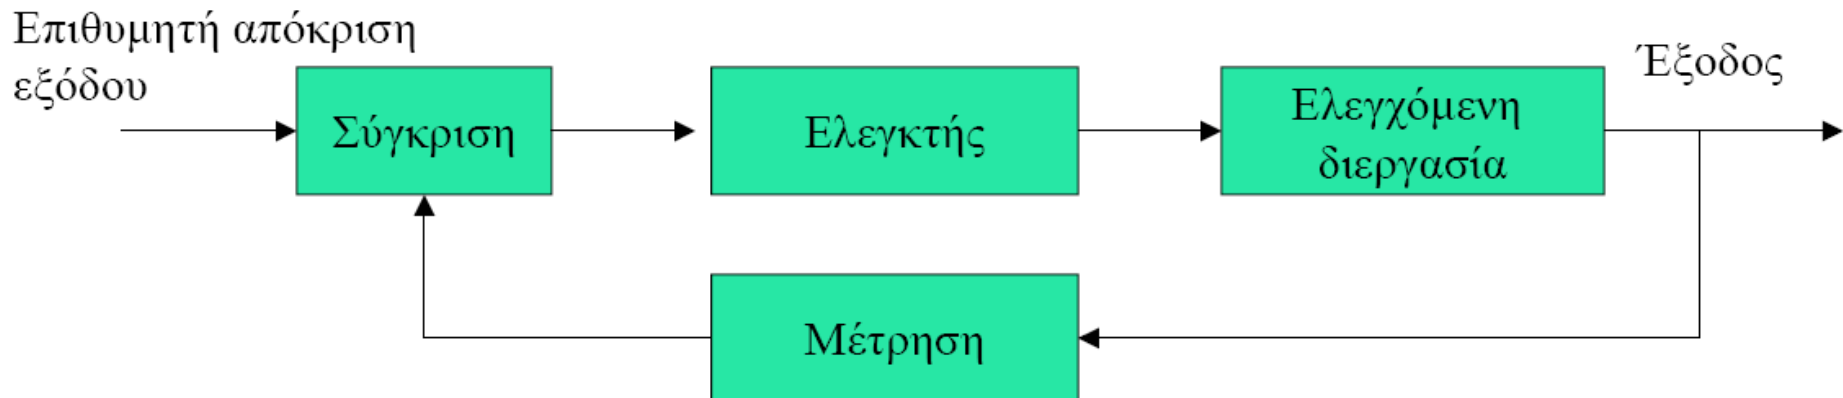 Επιθυμητή απόκριση
εξόδου
Σύγκριση
Ελεγκτής
Ελεγχόμενη
διεργασία
Έξοδος
Μέτρηση